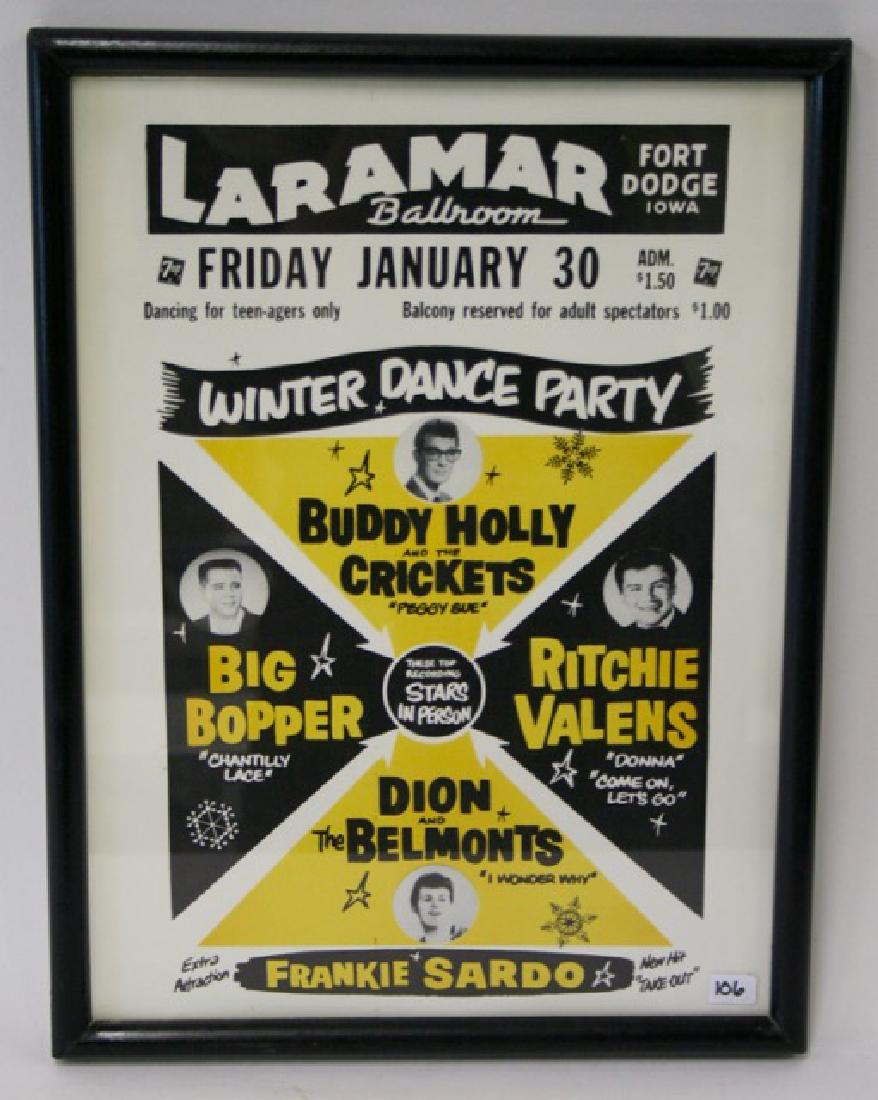 LARAMAR
Ballroom
FORT
DODGE
IOWA
7up FRIDAY JANUARY 30 ADM. $1.50 7up
Dancing for teen-agers only Balcony reserved for adult spectators $1.00
WINTER DANCE PARTY
BUDDY HOLLY
AND THE
CRICKETS
"PEGGY SUE"
BIG
BOPPER
"CHANTILLY
LACE"
THESE TOP
RECORDING
STARS
IN PERSON
RITCHIE
VALENS
"DONNA"
"COME ON,
LET'S GO"
DION
AND
The BELMONTS
"I WONDER WHY"
Extra
Attraction
FRANKIE SARDO
New Hit
"TAKE OUT"
106